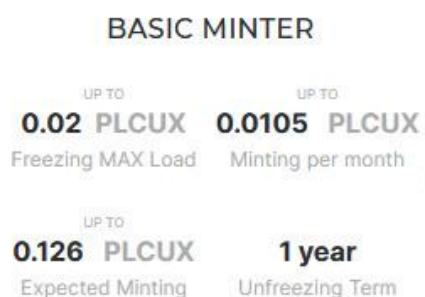 BASIC MINTER
UP TO UP TO
0.02 PLCUX 0.0105 PLCUX
Freezing MAX Load Minting per month
UP TO
0.126 PLCUX 1 year
Expected Minting Unfreezing Term